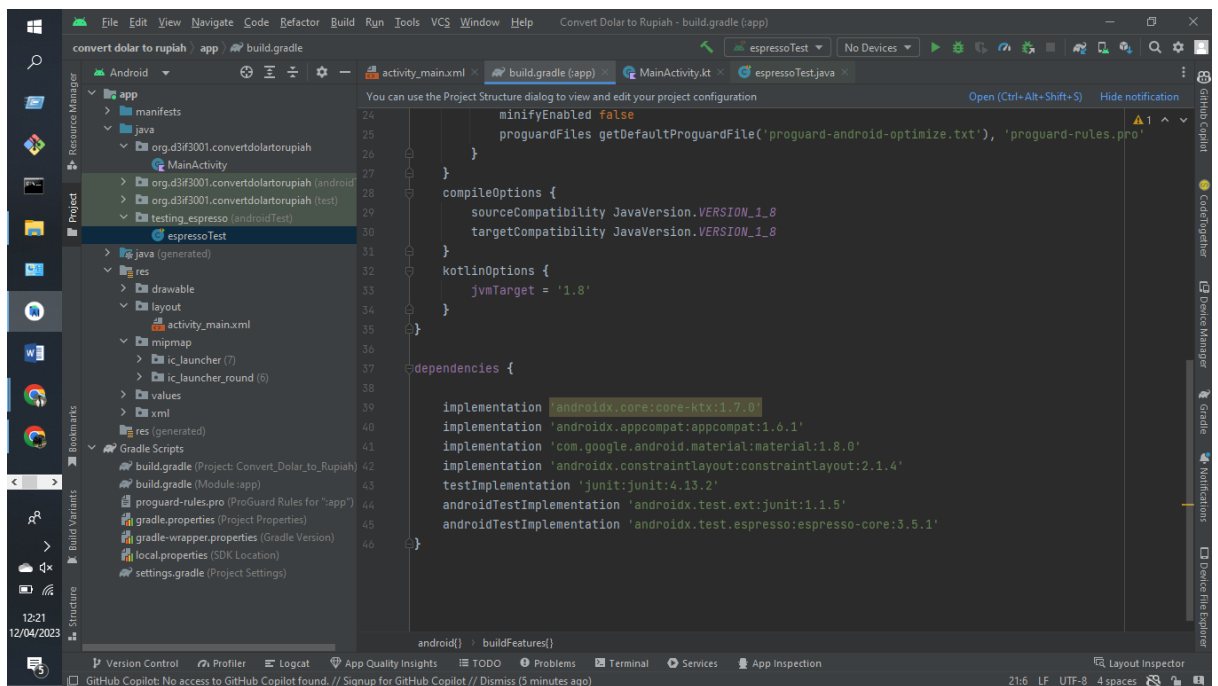 File Edit View Navigate Code Refactor Build Run Tools VCS Window Help Convert Dolar to Rupiah - build.gradle (:app)
convert dolar to rupiah app build.gradle
espressoTest No Devices
Android
activity_main.xml build.gradle (:app) MainActivity.kt espressoTest.java
You can use the Project Structure dialog to view and edit your project configuration Open (Ctrl+Alt+Shift+S) Hide notification
Resource Manager
Project
Bookmarks
Build Variants
Structure
app
manifests
java
org.d3if3001.convertdolartorupiah
MainActivity
org.d3if3001.convertdolartorupiah (android
org.d3if3001.convertdolartorupiah (test)
testing_espresso (androidTest)
espressoTest
java (generated)
res
drawable
layout
activity_main.xml
mipmap
ic_launcher (7)
ic_launcher_round (6)
values
xml
res (generated)
Gradle Scripts
build.gradle (Project: Convert_Dolar_to_Rupiah)
build.gradle (Module :app)
proguard-rules.pro (ProGuard Rules for ":app")
gradle.properties (Project Properties)
gradle-wrapper.properties (Gradle Version)
local.properties (SDK Location)
settings.gradle (Project Settings)
24 minifyEnabled false
25 proguardFiles getDefaultProguardFile('proguard-android-optimize.txt'), 'proguard-rules.pro'
26 }
27 }
28 compileOptions {
29 sourceCompatibility JavaVersion.VERSION_1_8
30 targetCompatibility JavaVersion.VERSION_1_8
31 }
32 kotlinOptions {
33 jvmTarget = '1.8'
34 }
35 }
36
37 dependencies {
38
39 implementation 'androidx.core:core-ktx:1.7.0'
40 implementation 'androidx.appcompat:appcompat:1.6.1'
41 implementation 'com.google.android.material:material:1.8.0'
42 implementation 'androidx.constraintlayout:constraintlayout:2.1.4'
43 testImplementation 'junit:junit:4.13.2'
44 androidTestImplementation 'androidx.test.ext:junit:1.1.5'
45 androidTestImplementation 'androidx.test.espresso:espresso-core:3.5.1'
46 }
1
GitHub Copilot
CodeTogether
Device Manager
Gradle
Notifications
Device File Explorer
android{} buildFeatures{}
Version Control Profiler Logcat App Quality Insights TODO Problems Terminal Services App Inspection Layout Inspector
GitHub Copilot: No access to GitHub Copilot found. // Signup for GitHub Copilot // Dismiss (5 minutes ago) 21:6 LF UTF-8 4 spaces
12:21
12/04/2023
5